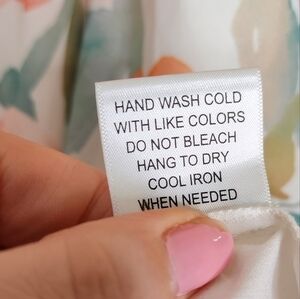 HAND WASH COLD
WITH LIKE COLORS
DO NOT BLEACH
HANG TO DRY
COOL IRON
WHEN NEEDED